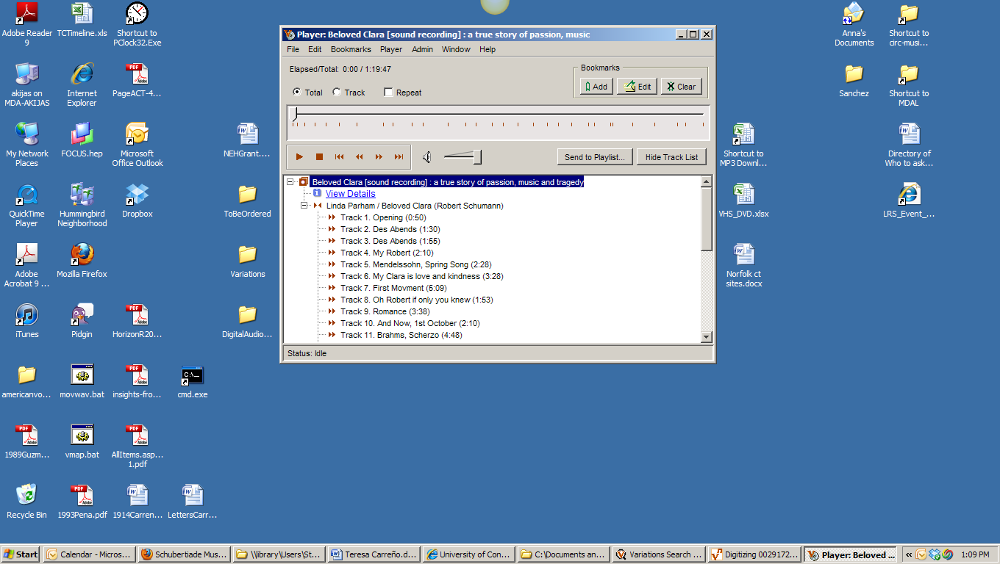 Adobe Reader 9
TCTimeline.xls
Shortcut to PClock32.Exe
akijas on MDA-AKIJAS
Internet Explorer
PageACT-4...
My Network Places
FOCUS.hep
Microsoft Office Outlook
NEHGrant....
QuickTime Player
Hummingbird Neighborhood
Dropbox
ToBeOrdered
Adobe Acrobat 9 ...
Mozilla Firefox
Variations
iTunes
Pidgin
HorizonR20...
DigitalAudio...
americanvo...
movwav.bat
insights-fro...
cmd.exe
1989Guzm...
vmap.bat
AllItems.asp... 1.pdf
Recycle Bin
1993Pena.pdf
1914Carren...
LettersCarr...
Player: Beloved Clara [sound recording] : a true story of passion, music
File Edit Bookmarks Player Admin Window Help
Elapsed/Total: 0:00 / 1:19:47
Bookmarks
Add Edit Clear
Total Track Repeat
Send to Playlist... Hide Track List
Beloved Clara [sound recording] : a true story of passion, music and tragedy
View Details
Linda Parham / Beloved Clara (Robert Schumann)
Track 1. Opening (0:50)
Track 2. Des Abends (1:30)
Track 3. Des Abends (1:55)
Track 4. My Robert (2:10)
Track 5. Mendelssohn, Spring Song (2:28)
Track 6. My Clara is love and kindness (3:28)
Track 7. First Movment (5:09)
Track 8. Oh Robert if only you knew (1:53)
Track 9. Romance (3:38)
Track 10. And Now, 1st October (2:10)
Track 11. Brahms, Scherzo (4:48)
Status: Idle
Anna's Documents
Shortcut to circ-musi...
Sanchez
Shortcut to MDAL
Shortcut to MP3 Downl...
Directory of Who to ask...
VHS_DVD.xlsx
LRS_Event_...
Norfolk ct sites.docx
Start
Calendar - Micros...
Schubertiade Mus...
\\library\Users\St...
Teresa Carreño.d...
University of Con...
C:\Documents an...
Variations Search ...
Digitizing 0029172...
Player: Beloved ...
1:09 PM